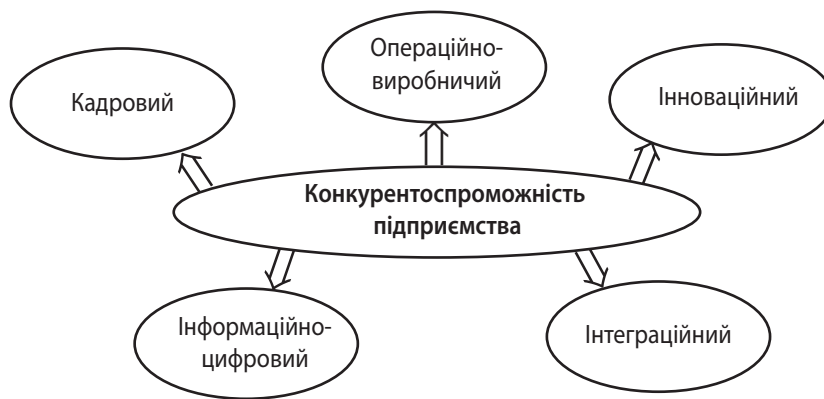 Операційно-
виробничий
Кадровий
Інноваційний
Конкурентоспроможність
підприємства
Інформаційно-
цифровий
Інтеграційний